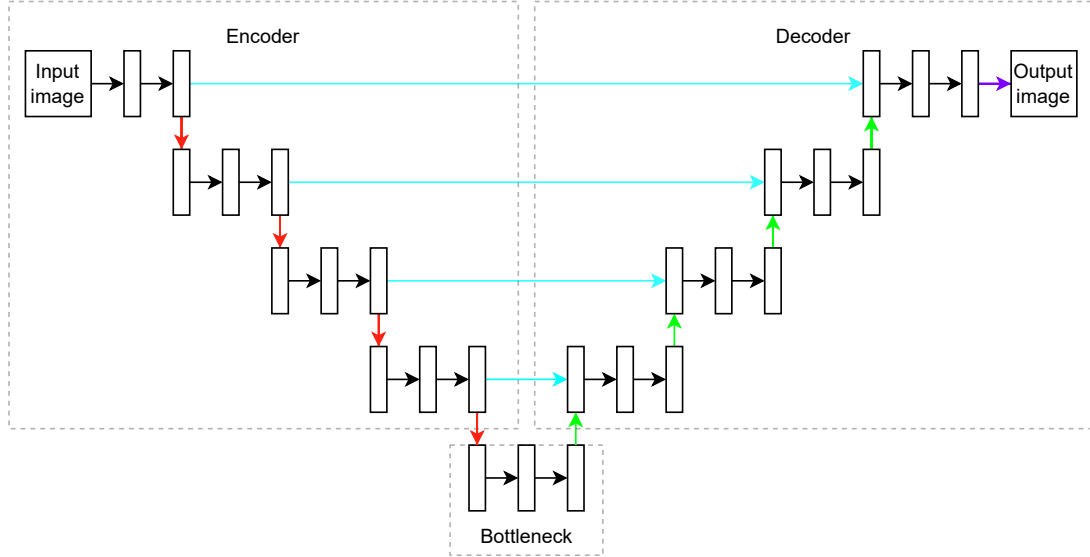 Encoder
Decoder
Input
image
Output
image
Bottleneck